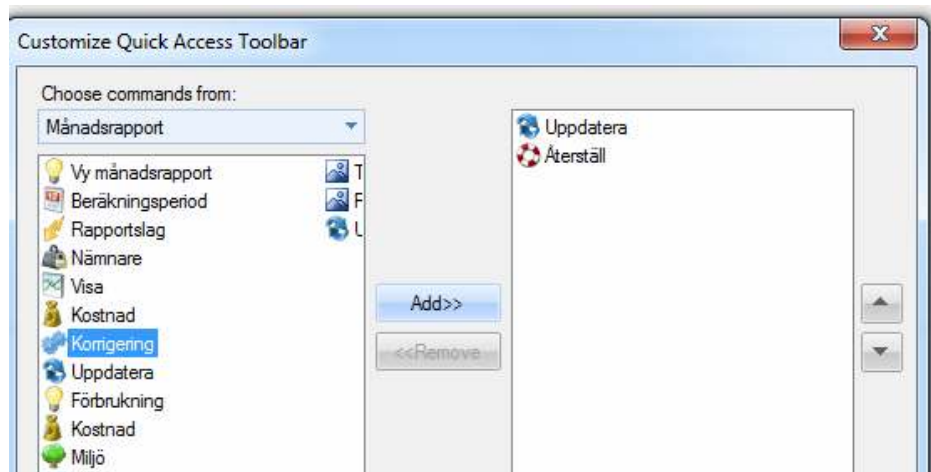 Customize Quick Access Toolbar
Choose commands from:
Månadsrapport
Vy månadsrapport
Beräkningsperiod
Rapportslag
Nämnare
Visa
Kostnad
Korrigering
Uppdatera
Förbrukning
Kostnad
Miljö
T
F
U
Add>>
<<Remove
Uppdatera
Återställ